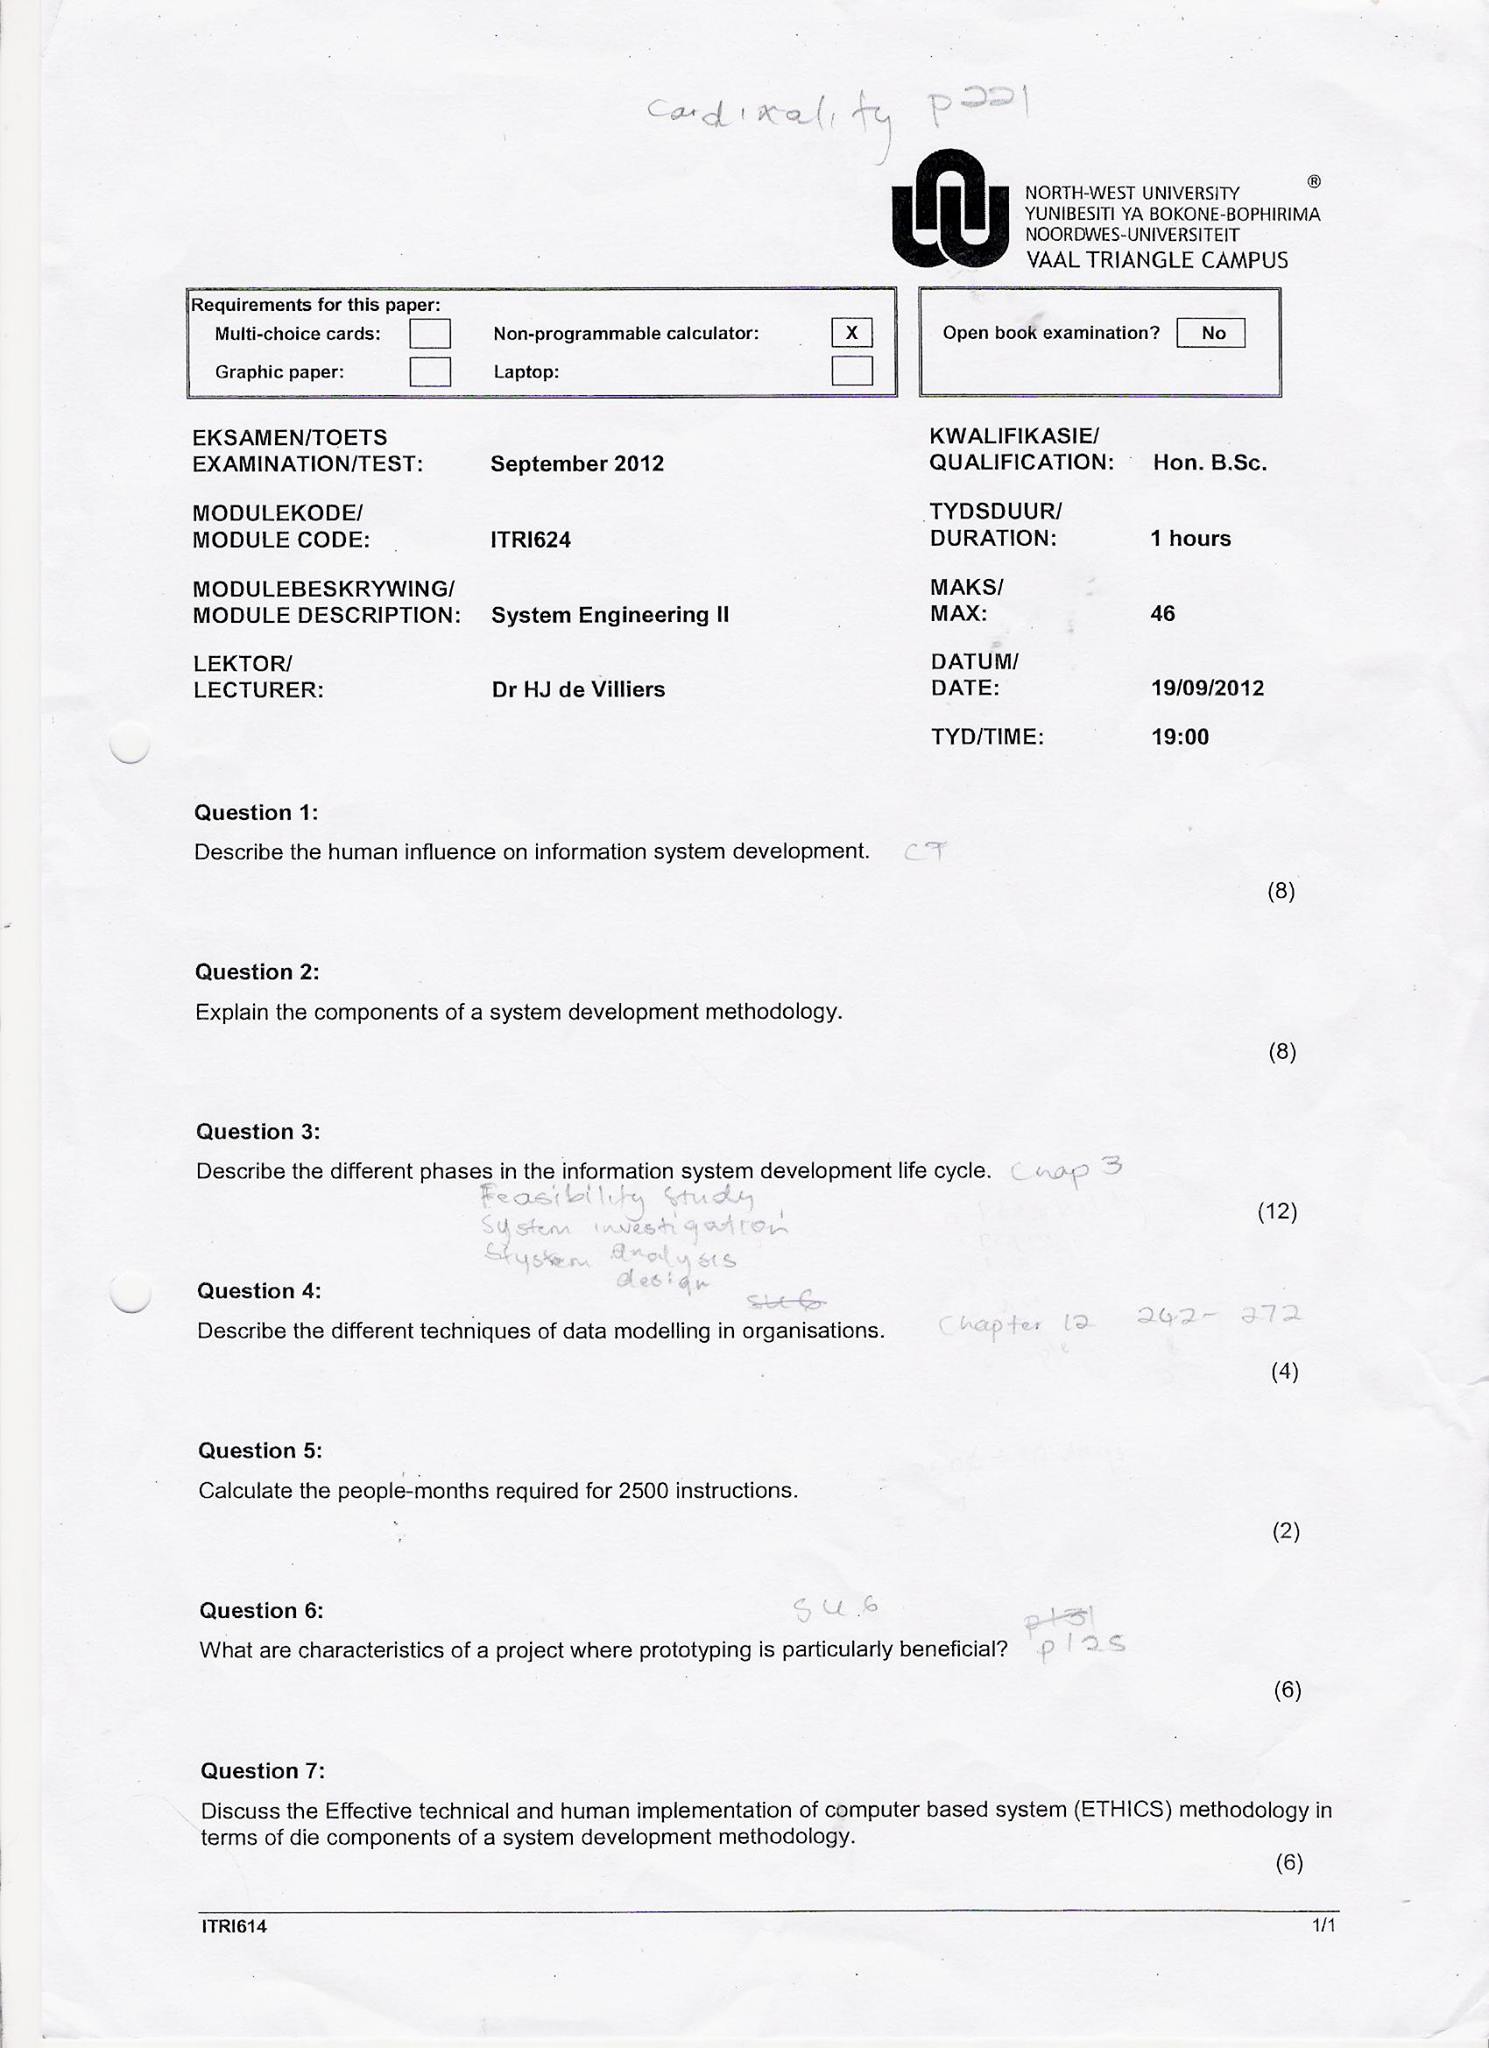 cardinality p221
®
NORTH-WEST UNIVERSITY
YUNIBESITI YA BOKONE-BOPHIRIMA
NOORDWES-UNIVERSITEIT
VAAL TRIANGLE CAMPUS
Requirements for this paper:
Multi-choice cards: Non-programmable calculator: X
Graphic paper: Laptop:
Open book examination? No
EKSAMEN/TOETS
EXAMINATION/TEST: September 2012
KWALIFIKASIE/
QUALIFICATION: Hon. B.Sc.
MODULEKODE/
MODULE CODE: ITRI624
TYDSDUUR/
DURATION: 1 hours
MODULEBESKRYWING/
MODULE DESCRIPTION: System Engineering II
MAKS/
MAX: 46
LEKTOR/
LECTURER: Dr HJ de Villiers
DATUM/
DATE: 19/09/2012
TYD/TIME: 19:00
Question 1:
Describe the human influence on information system development.
(8)
Question 2:
Explain the components of a system development methodology.
(8)
Question 3:
Describe the different phases in the information system development life cycle. Chap 3
Feasibility study
(12)
System investigation
System Analysis
design
Question 4:
SU 6
Describe the different techniques of data modelling in organisations. Chapter 12 242- 272
(4)
Question 5:
Calculate the people-months required for 2500 instructions.
(2)
Question 6: SU.6
p131
What are characteristics of a project where prototyping is particularly beneficial? p125
(6)
Question 7:
Discuss the Effective technical and human implementation of computer based system (ETHICS) methodology in
terms of die components of a system development methodology.
(6)
ITRI614 1/1